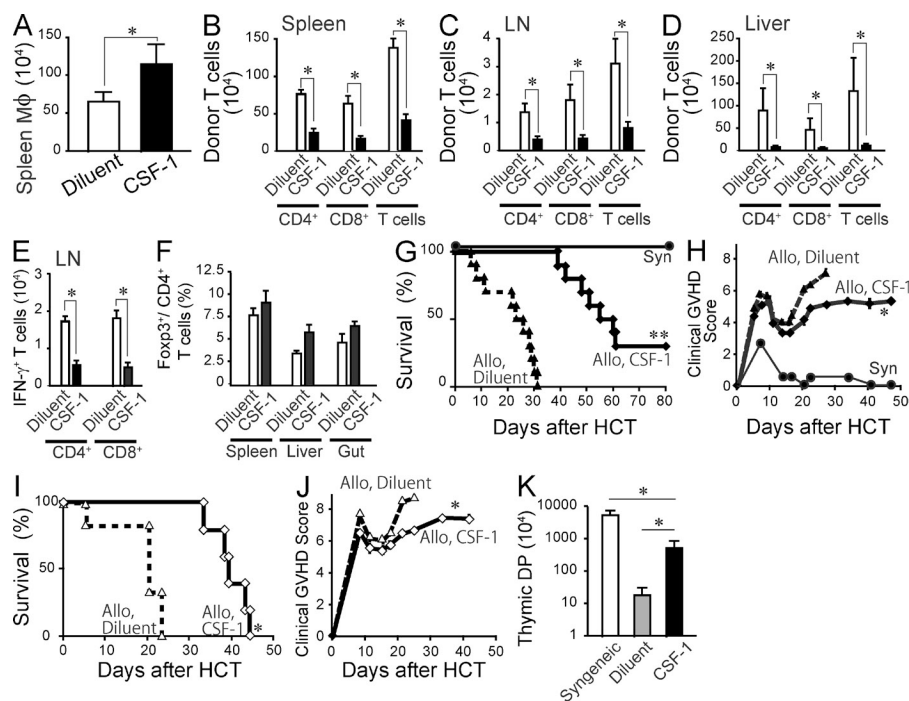 A
Spleen Mϕ (10⁴)
150
100
50
0
*
Diluent
CSF-1
B
Spleen
Donor T cells
(10⁴)
150
100
50
0
*
*
*
Diluent
CSF-1
Diluent
CSF-1
Diluent
CSF-1
CD4⁺
CD8⁺
T cells
C
LN
Donor T cells
(10⁴)
4
3
2
1
0
*
*
*
Diluent
CSF-1
Diluent
CSF-1
Diluent
CSF-1
CD4⁺
CD8⁺
T cells
D
Liver
Donor T cells
(10⁴)
200
150
100
50
0
*
*
*
Diluent
CSF-1
Diluent
CSF-1
Diluent
CSF-1
CD4⁺
CD8⁺
T cells
E
LN
IFN-γ⁺ T cells (10⁴)
3
2
1
0
*
*
Diluent
CSF-1
Diluent
CSF-1
CD4⁺
CD8⁺
F
Foxp3⁺/ CD4⁺
T cells (%)
12.5
10.0
7.5
5.0
2.5
0
Diluent
CSF-1
Diluent
CSF-1
Diluent
CSF-1
Spleen
Liver
Gut
G
Survival (%)
100
50
0
Syn
Allo,
Diluent
Allo, CSF-1
**
0
10
20
30
40
50
60
70
80
Days after HCT
H
Clinical GVHD
Score
8
6
4
2
0
Allo, Diluent
Allo, CSF-1
*
Syn
0
10
20
30
40
50
Days after HCT
I
Survival (%)
100
50
0
Allo,
Diluent
Allo,
CSF-1
*
0
10
20
30
40
50
Days after HCT
J
Clinical GVHD Score
8
6
4
2
0
Allo, Diluent
*
Allo, CSF-1
0
10
20
30
40
50
Days after HCT
K
Thymic DP (10⁴)
10000
1000
100
10
1
*
*
Syngeneic
Diluent
CSF-1